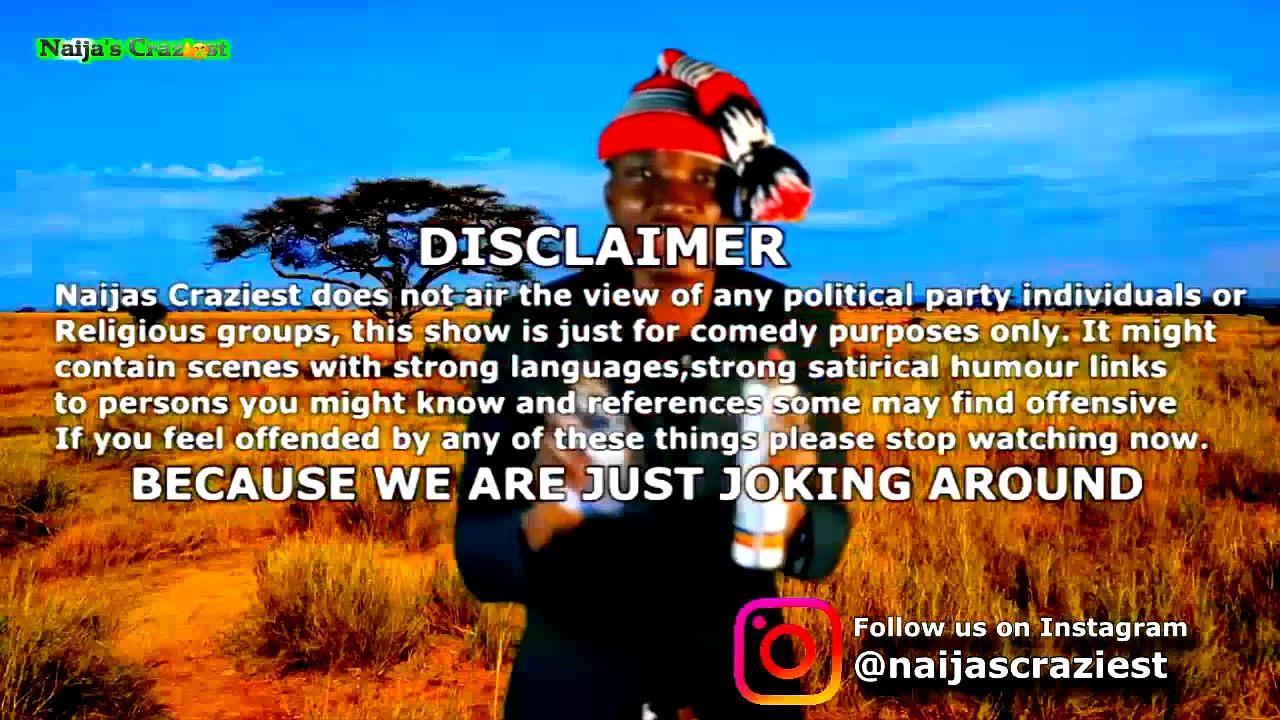 Naija's Craziest
DISCLAIMER
Naijas Craziest does not air the view of any political party individuals or
Religious groups, this show is just for comedy purposes only. It might
contain scenes with strong languages,strong satirical humour links
to persons you might know and references some may find offensive
If you feel offended by any of these things please stop watching now.
BECAUSE WE ARE JUST JOKING AROUND
Follow us on Instagram
@naijascraziest